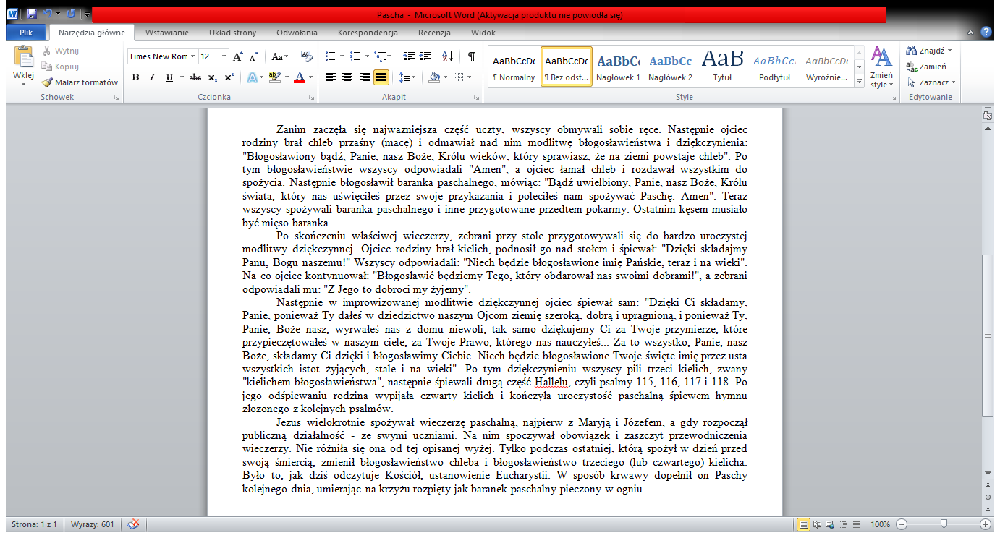 Pascha - Microsoft Word (Aktywacja produktu nie powiodła się)
Plik Narzędzia główne Wstawianie Układ strony Odwołania Korespondencja Recenzja Widok
Wklej
Wytnij
Kopiuj
Malarz formatów
Schowek
Times New Rom 12
Czcionka
Akapit
AaBbCcDc AaBbCcDc AaBbC AaBbCc AaB AaBbCc. AaBbCcDc
¶ Normalny ¶ Bez odst... Nagłówek 1 Nagłówek 2 Tytuł Podtytuł Wyróżnie...
Zmień
style
Style
Znajdź
Zamień
Zaznacz
Edytowanie
Zanim zaczęła się najważniejsza część uczty, wszyscy obmywali sobie ręce. Następnie ojciec
rodziny brał chleb przaśny (macę) i odmawiał nad nim modlitwę błogosławieństwa i dziękczynienia:
"Błogosławiony bądź, Panie, nasz Boże, Królu wieków, który sprawiasz, że na ziemi powstaje chleb". Po
tym błogosławieństwie wszyscy odpowiadali "Amen", a ojciec łamał chleb i rozdawał wszystkim do
spożycia. Następnie błogosławił baranka paschalnego, mówiąc: "Bądź uwielbiony, Panie, nasz Boże, Królu
świata, który nas uświęciłeś przez swoje przykazania i poleciłeś nam spożywać Paschę. Amen". Teraz
wszyscy spożywali baranka paschalnego i inne przygotowane przedtem pokarmy. Ostatnim kęsem musiało
być mięso baranka.
Po skończeniu właściwej wieczerzy, zebrani przy stole przygotowywali się do bardzo uroczystej
modlitwy dziękczynnej. Ojciec rodziny brał kielich, podnosił go nad stołem i śpiewał: "Dzięki składajmy
Panu, Bogu naszemu!" Wszyscy odpowiadali: "Niech będzie błogosławione imię Pańskie, teraz i na wieki".
Na co ojciec kontynuował: "Błogosławić będziemy Tego, który obdarował nas swoimi dobrami!", a zebrani
odpowiadali mu: "Z Jego to dobroci my żyjemy".
Następnie w improwizowanej modlitwie dziękczynnej ojciec śpiewał sam: "Dzięki Ci składamy,
Panie, ponieważ Ty dałeś w dziedzictwo naszym Ojcom ziemię szeroką, dobrą i upragnioną, i ponieważ Ty,
Panie, Boże nasz, wyrwałeś nas z domu niewoli; tak samo dziękujemy Ci za Twoje przymierze, które
przypieczętowałeś w naszym ciele, za Twoje Prawo, którego nas nauczyłeś... Za to wszystko, Panie, nasz
Boże, składamy Ci dzięki i błogosławimy Ciebie. Niech będzie błogosławione Twoje święte imię przez usta
wszystkich istot żyjących, stale i na wieki". Po tym dziękczynieniu wszyscy pili trzeci kielich, zwany
"kielichem błogosławieństwa", następnie śpiewali drugą część Hallelu, czyli psalmy 115, 116, 117 i 118. Po
jego odśpiewaniu rodzina wypijała czwarty kielich i kończyła uroczystość paschalną śpiewem hymnu
złożonego z kolejnych psalmów.
Jezus wielokrotnie spożywał wieczerzę paschalną, najpierw z Maryją i Józefem, a gdy rozpoczął
publiczną działalność - ze swymi uczniami. Na nim spoczywał obowiązek i zaszczyt przewodniczenia
wieczerzy. Nie różniła się ona od tej opisanej wyżej. Tylko podczas ostatniej, którą spożył w dzień przed
swoją śmiercią, zmienił błogosławieństwo chleba i błogosławieństwo trzeciego (lub czwartego) kielicha.
Było to, jak dziś odczytuje Kościół, ustanowienie Eucharystii. W sposób krwawy dopełnił on Paschy
kolejnego dnia, umierając na krzyżu rozpięty jak baranek paschalny pieczony w ogniu...
Strona: 1 z 1 Wyrazy: 601 100%